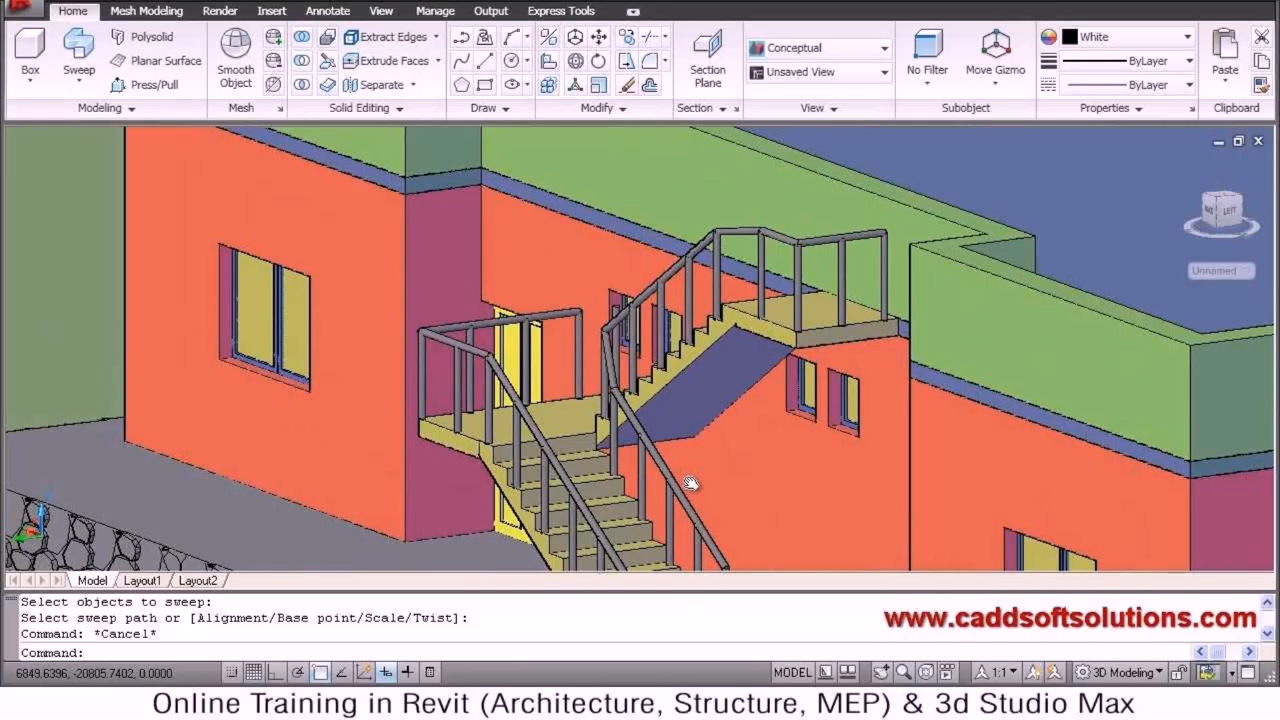 Home Mesh Modeling Render Insert Annotate View Manage Output Express Tools
Box
Sweep
Polysolid
Planar Surface
Press/Pull
Modeling
Smooth
Object
Mesh
Extract Edges
Extrude Faces
Separate
Solid Editing
Draw
Modify
Section
Plane
Section
Conceptual
Unsaved View
View
No Filter
Move Gizmo
Subobject
White
ByLayer
ByLayer
Properties
Paste
Clipboard
LEFT
Unnamed
Model Layout1 Layout2
Select objects to sweep:
Select sweep path or [Alignment/Base point/Scale/Twist]:
Command: *Cancel*
Command:
www.caddsoftsolutions.com
6849.6396, -20805.7402, 0.0000
MODEL
1:1
3D Modeling
Online Training in Revit (Architecture, Structure, MEP) & 3d Studio Max